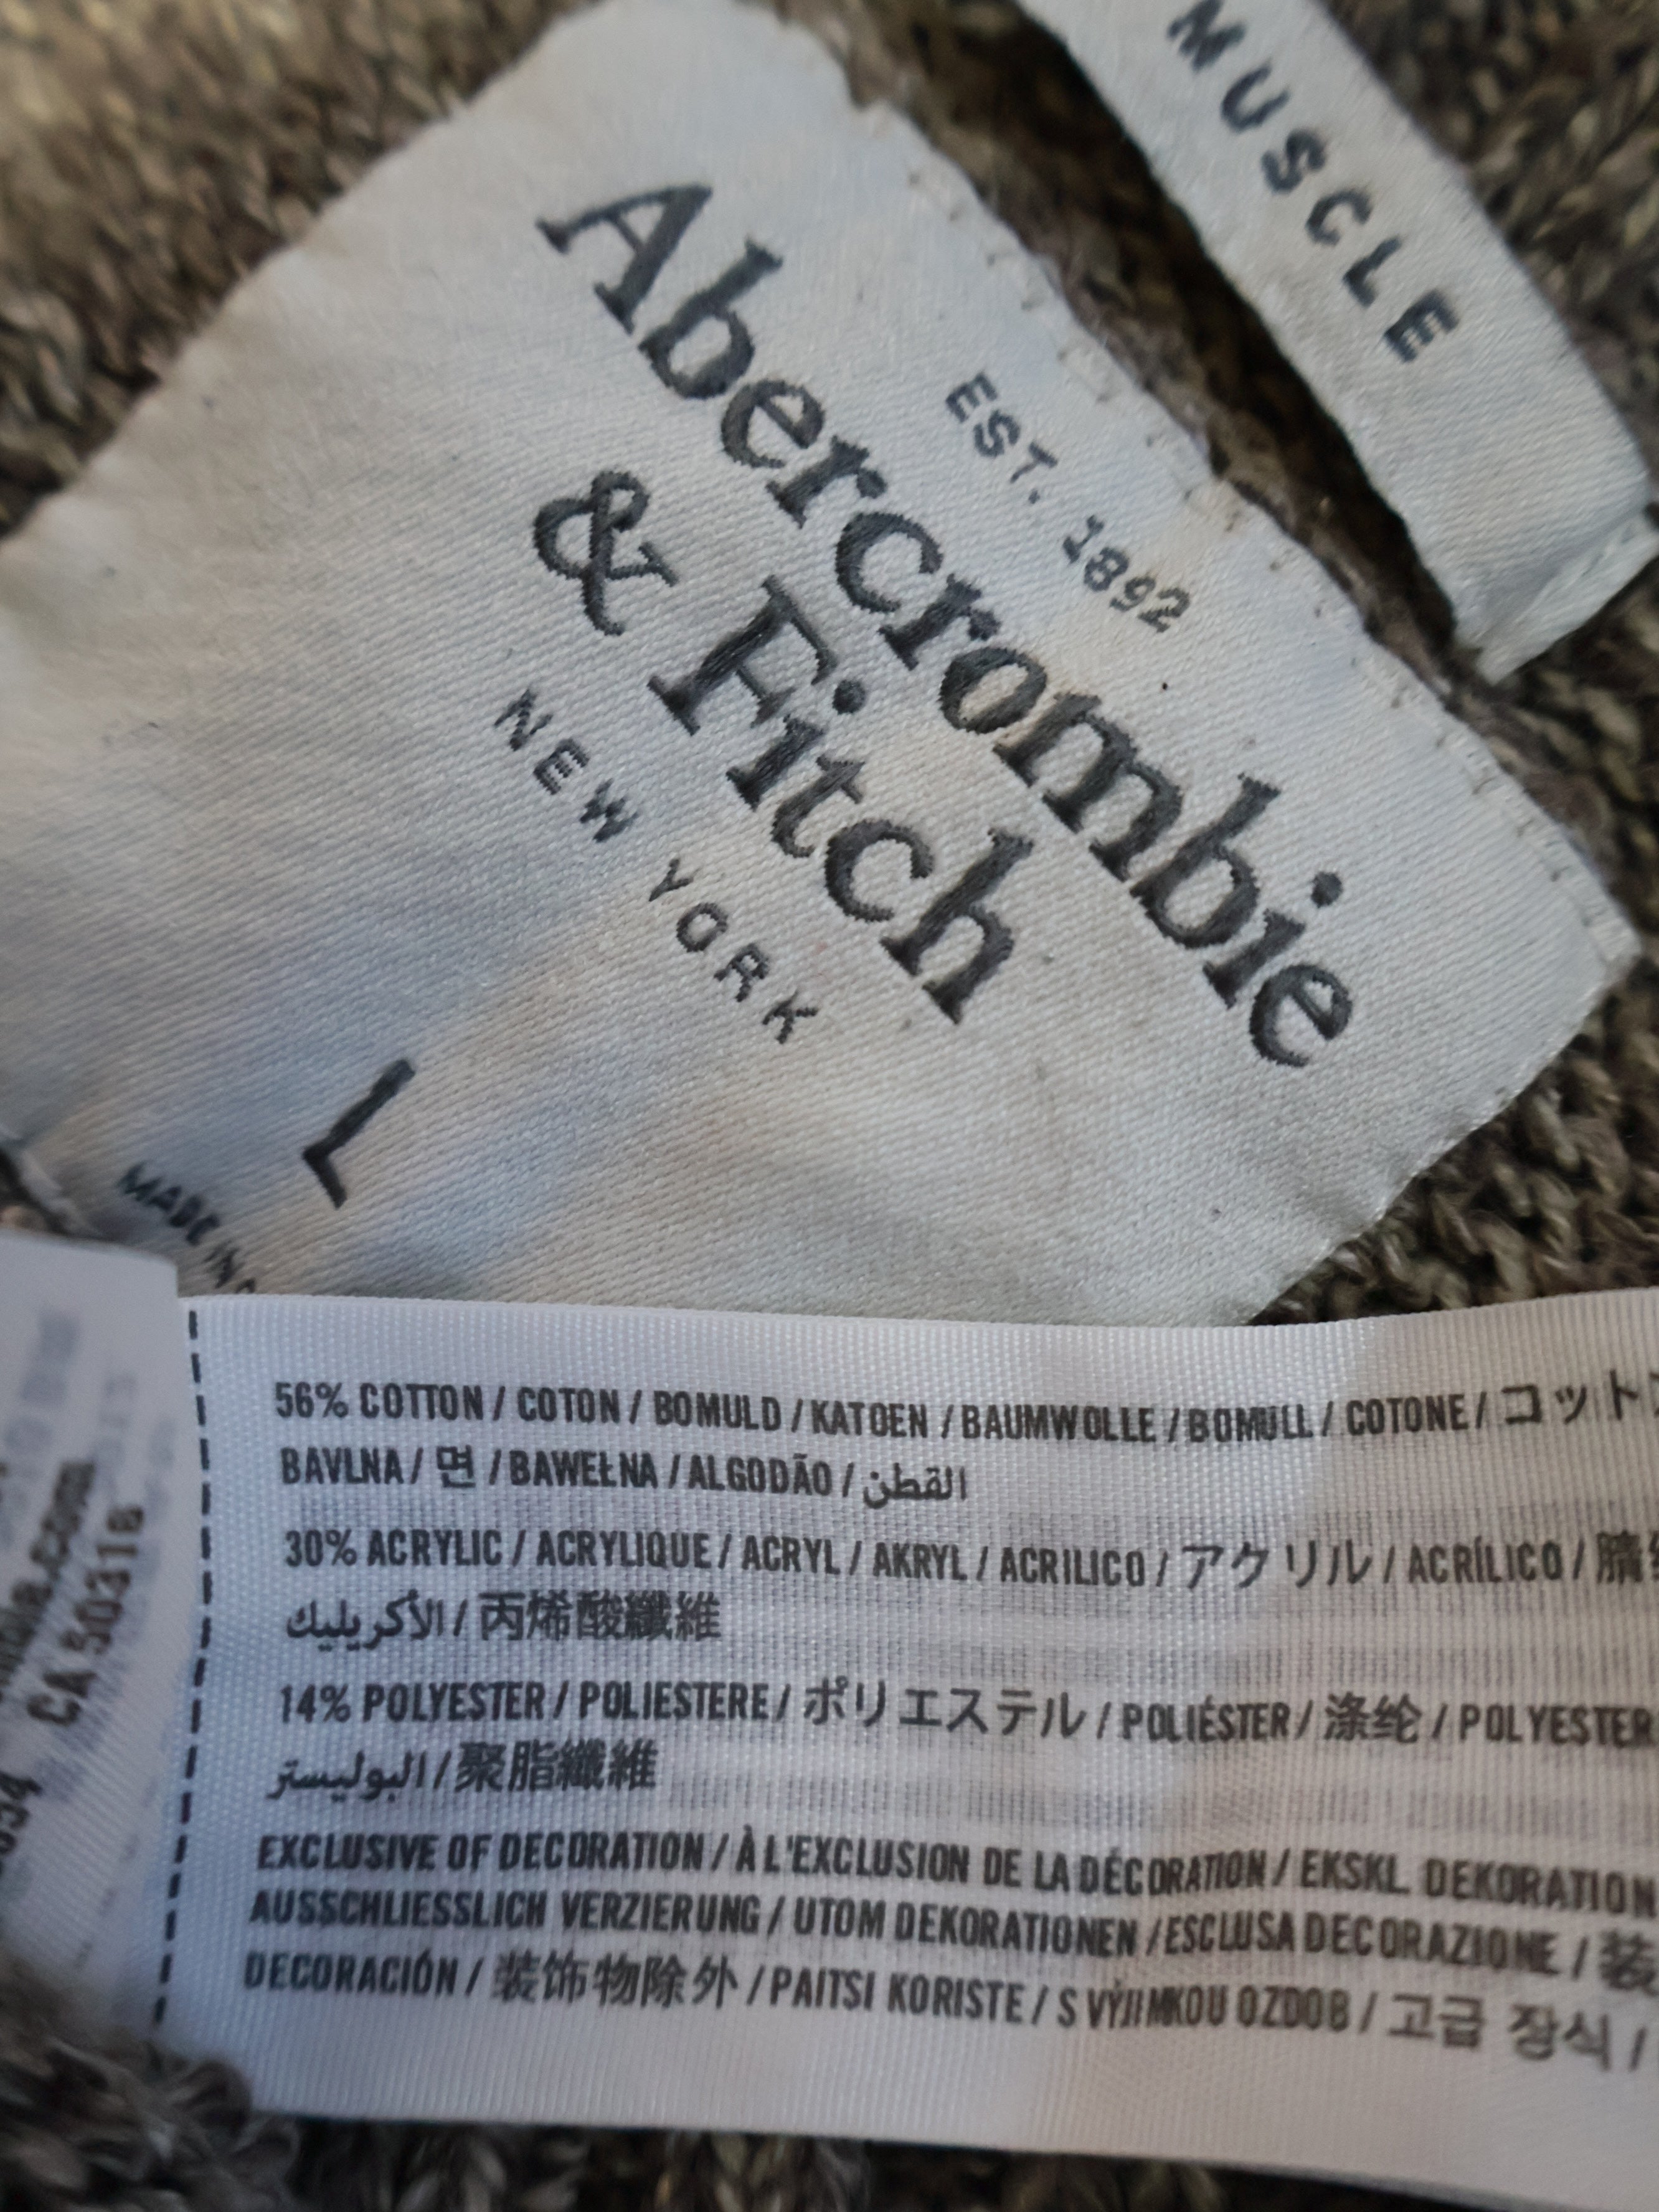 MUSCLE
EST. 1892
Abercrombie
& Fitch
NEW YORK
L
MADE IN
56% COTTON / COTON / BOMULD / KATOEN / BAUMWOLLE / BOMULL / COTONE / コット
BAVLNA / 면 / BAWEŁNA / ALGODÃO / القطن
30% ACRYLIC / ACRYLIQUE / ACRYL / AKRYL / ACRILICO / アクリル / ACRÍLICO / 腈
الأكريليك / 丙烯酸纖維
14% POLYESTER / POLIESTERE / ポリエステル / POLIÉSTER / 涤纶 / POLYESTER
البوليستر / 聚脂纖維
EXCLUSIVE OF DECORATION / À L'EXCLUSION DE LA DÉCORATION / EKSKL. DEKORATION
AUSSCHLIESSLICH VERZIERUNG / UTOM DEKORATIONEN / ESCLUSA DECORAZIONE / 装
DECORACIÓN / 装饰物除外 / PAITSI KORISTE / S VÝJIMKOU OZDOB / 고급 장식 /
CA 50318